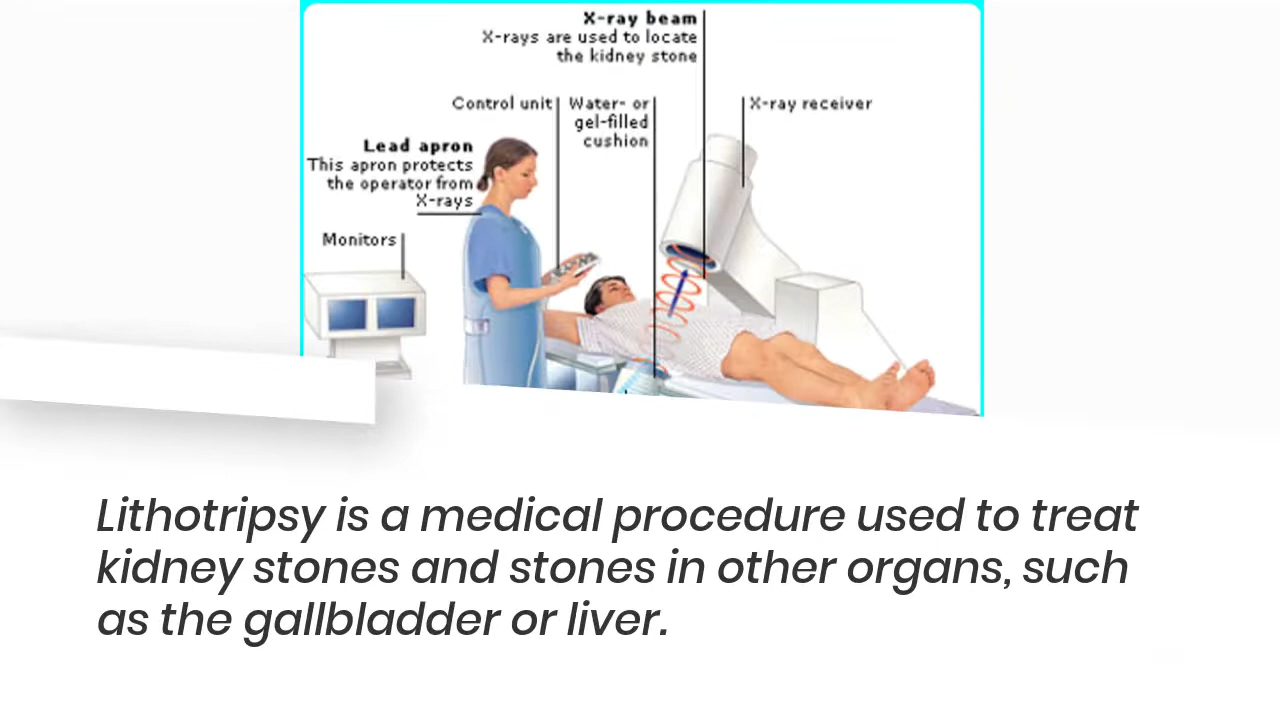 X-ray beam
X-rays are used to locate
the kidney stone
Control unit
Water- or
gel-filled
cushion
X-ray receiver
Lead apron
This apron protects
the operator from
X-rays
Monitors
Lithotripsy is a medical procedure used to treat
kidney stones and stones in other organs, such
as the gallbladder or liver.